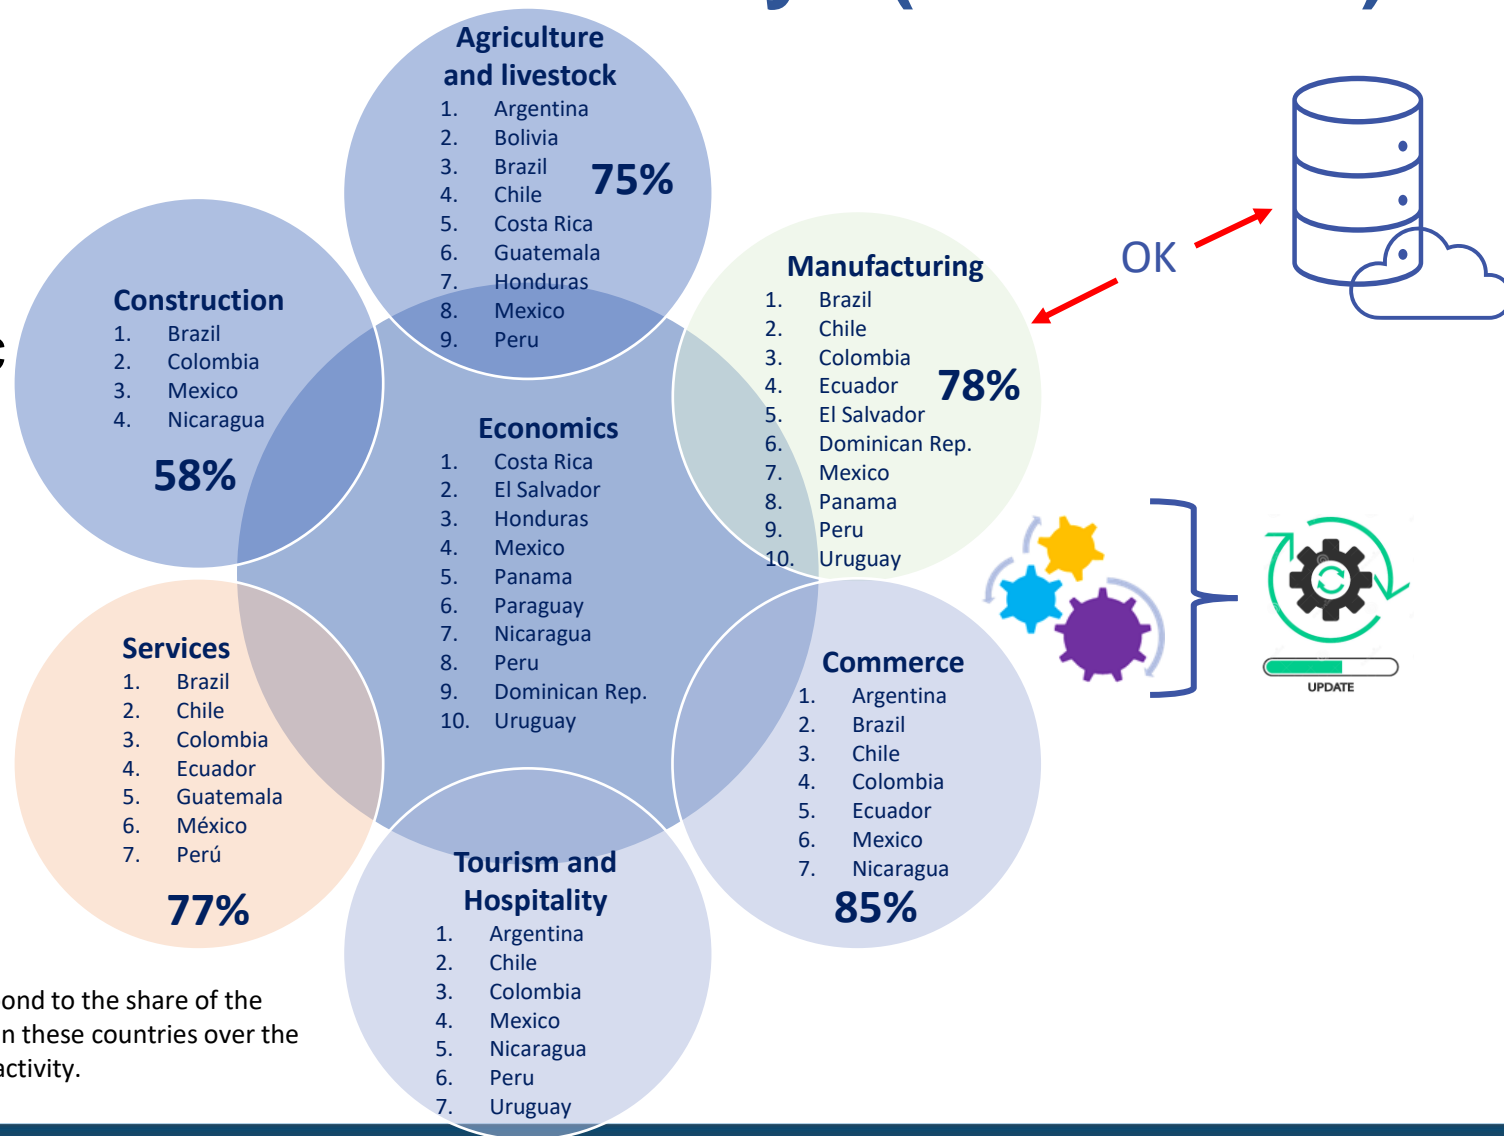 Agriculture
and livestock
1. Argentina
2. Bolivia
3. Brazil
4. Chile
5. Costa Rica
6. Guatemala
7. Honduras
8. Mexico
9. Peru
75%
Construction
1. Brazil
2. Colombia
3. Mexico
4. Nicaragua
58%
Manufacturing
1. Brazil
2. Chile
3. Colombia
4. Ecuador
5. El Salvador
6. Dominican Rep.
7. Mexico
8. Panama
9. Peru
10. Uruguay
78%
OK
Economics
1. Costa Rica
2. El Salvador
3. Honduras
4. Mexico
5. Panama
6. Paraguay
7. Nicaragua
8. Peru
9. Dominican Rep.
10. Uruguay
Services
1. Brazil
2. Chile
3. Colombia
4. Ecuador
5. Guatemala
6. México
7. Perú
77%
Commerce
1. Argentina
2. Brazil
3. Chile
4. Colombia
5. Ecuador
6. Mexico
7. Nicaragua
85%
UPDATE
Tourism and
Hospitality
1. Argentina
2. Chile
3. Colombia
4. Mexico
5. Nicaragua
6. Peru
7. Uruguay
ond to the share of the
n these countries over the
activity.